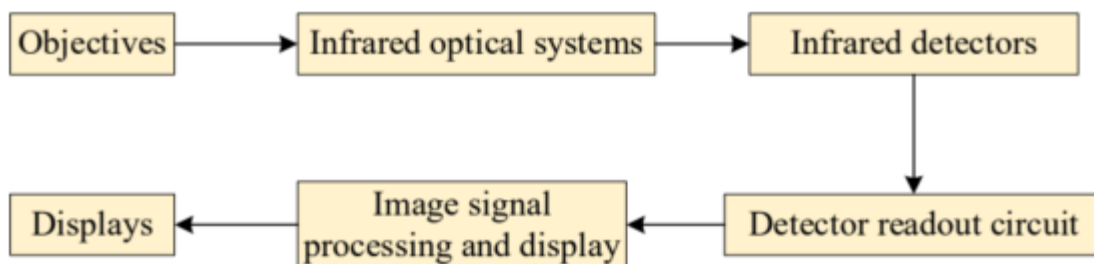 Objectives
Infrared optical systems
Infrared detectors
Detector readout circuit
Image signal
processing and display
Displays